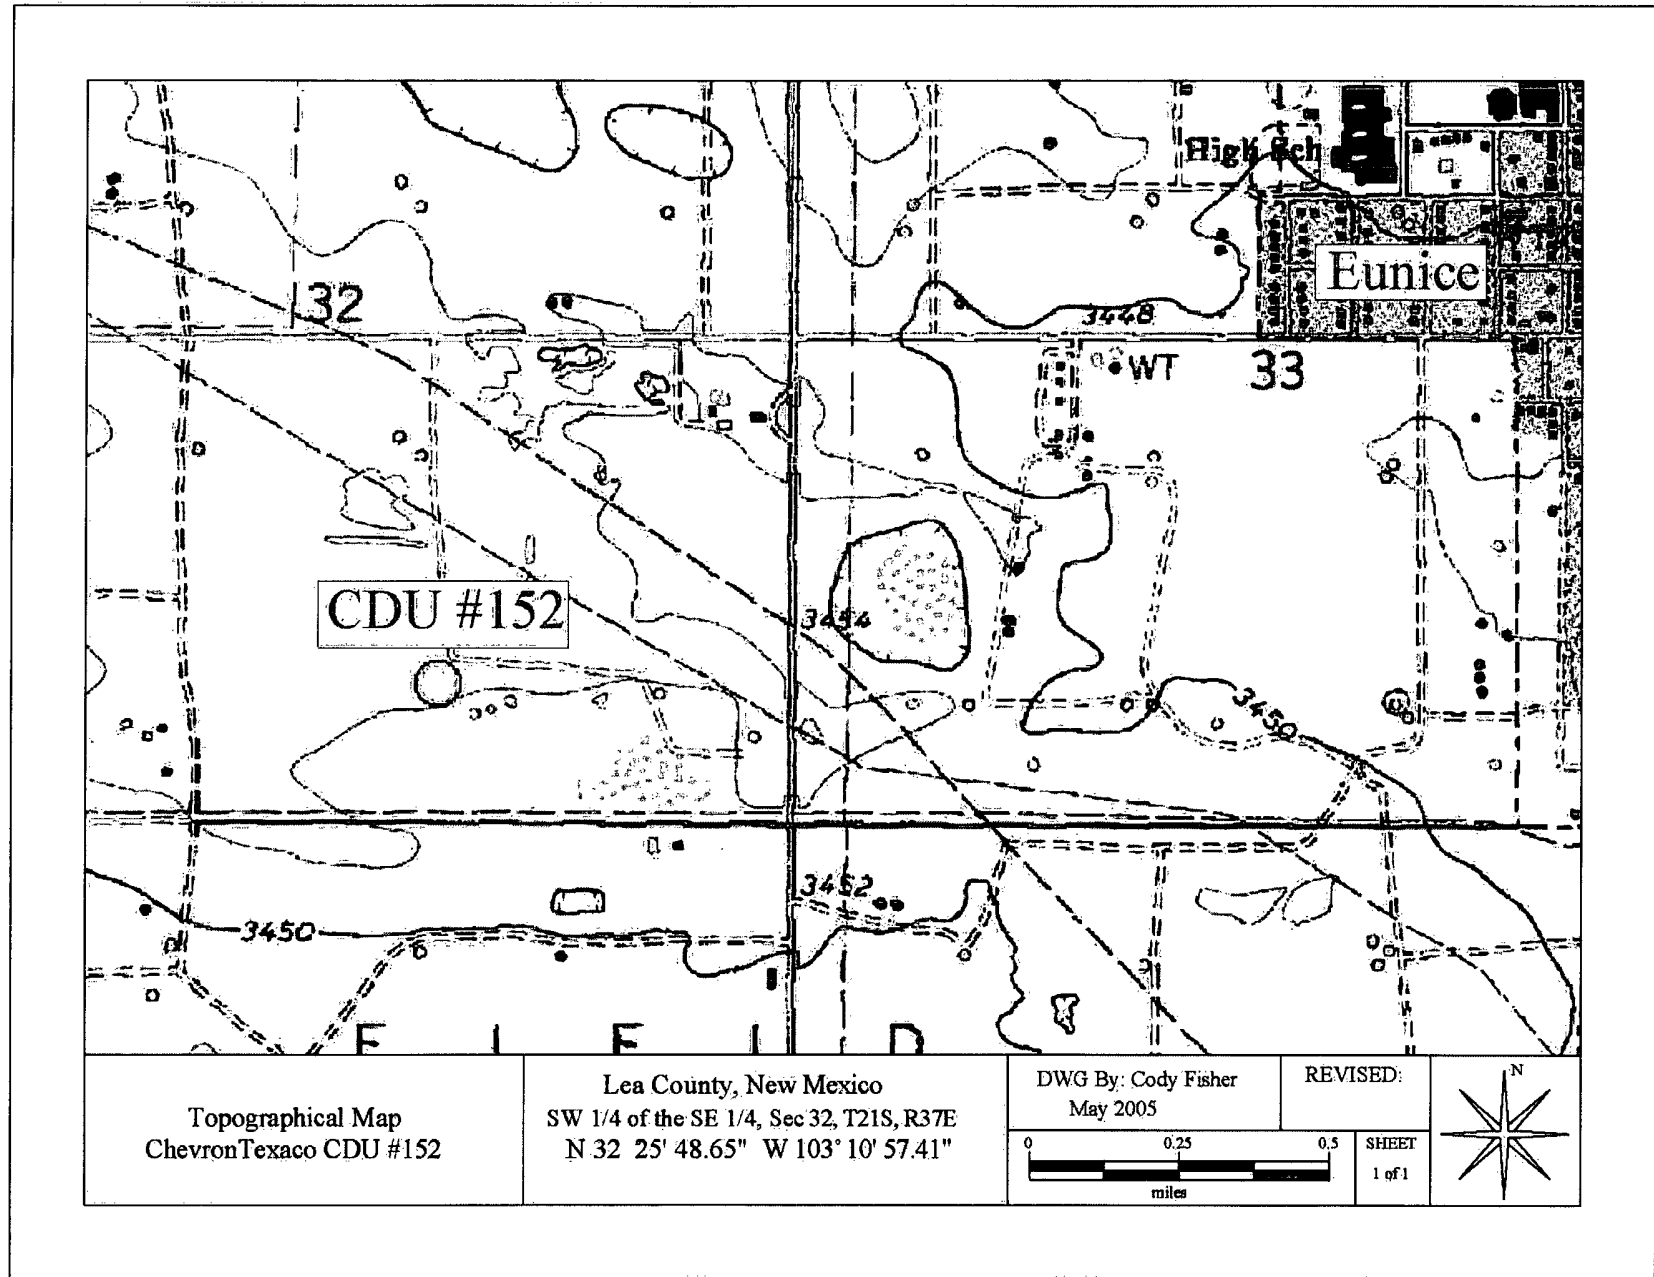 High Sch
Eunice
32
3448
WT
33
CDU #152
3454
3450
3452
3450
F I E L D
Topographical Map
ChevronTexaco CDU #152
Lea County, New Mexico
SW 1/4 of the SE 1/4, Sec 32, T21S, R37E
N 32 25' 48.65" W 103° 10' 57.41"
DWG By: Cody Fisher
May 2005
REVISED:
0 0.25 0.5
miles
SHEET
1 of 1
N